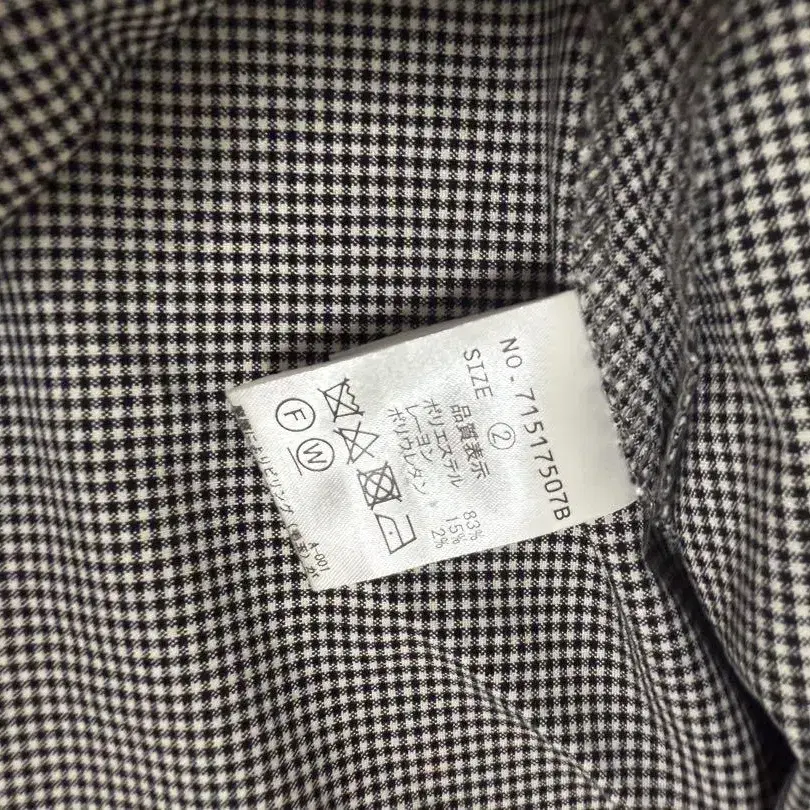 NO-71517507B
SIZE ②
品質表示
ポリエステル 83%
レーヨン 15%
ポリウレタン 2%
F W
A-001